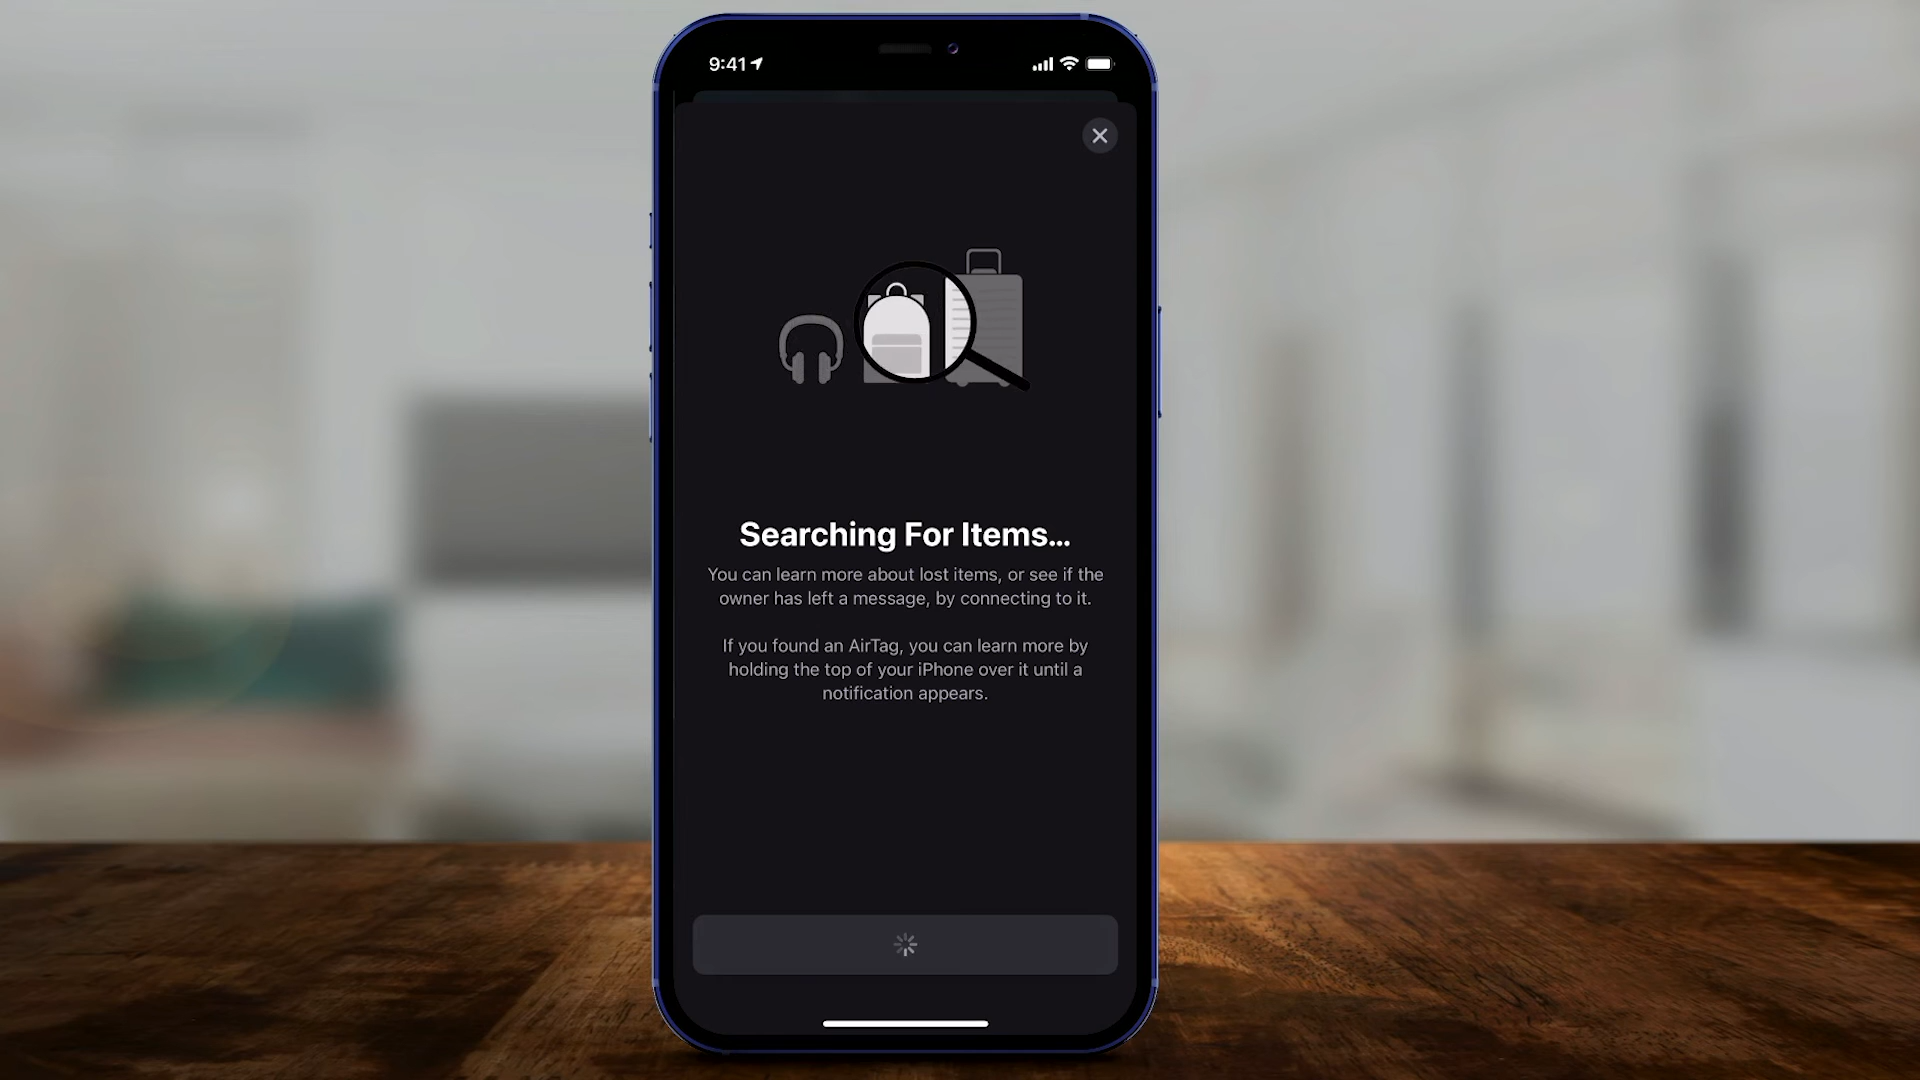 9:41
Searching For Items...
You can learn more about lost items, or see if the
owner has left a message, by connecting to it.
If you found an AirTag, you can learn more by
holding the top of your iPhone over it until a
notification appears.